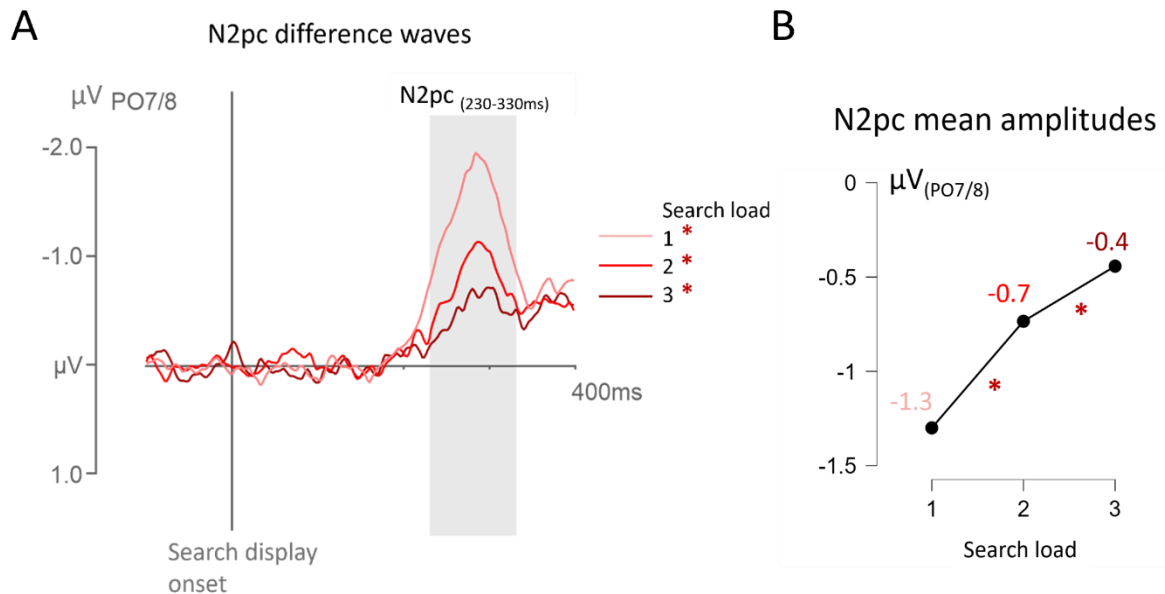 A
N2pc difference waves
µV PO7/8
N2pc (230-330ms)
-2.0
-1.0
µV
1.0
400ms
Search display
onset
Search load
1 *
2 *
3 *
B
N2pc mean amplitudes
µV(PO7/8)
0
-0.5
-1
-1.5
-1.3
-0.7
-0.4
*
*
1 2 3
Search load